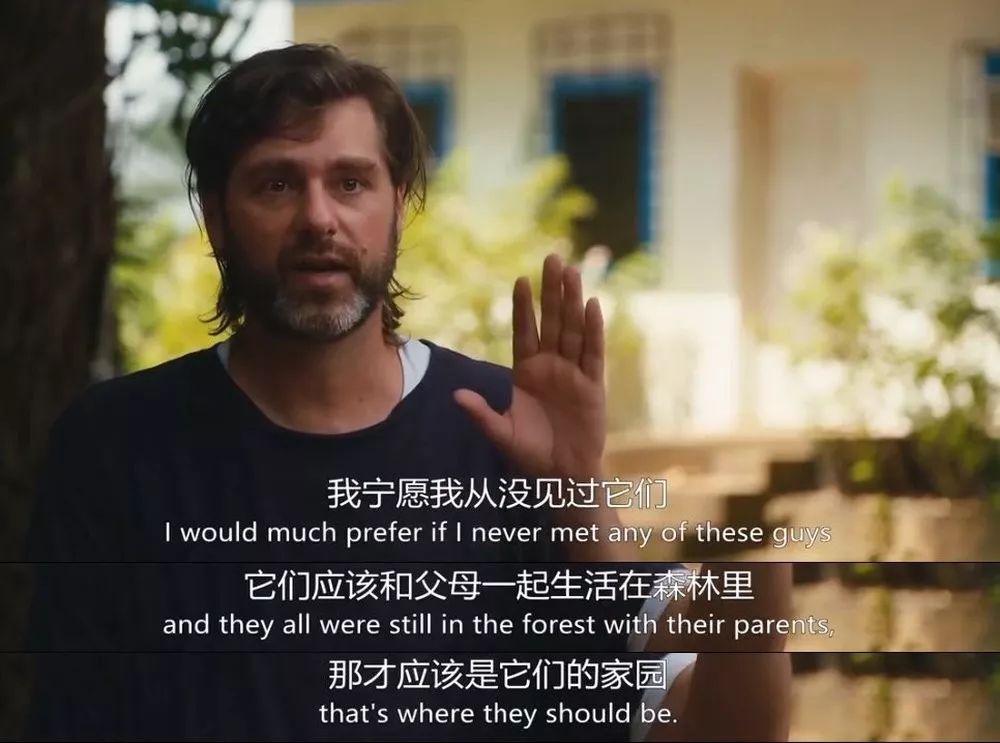 我宁愿我从没见过它们
I would much prefer if I never met any of these guys
它们应该和父母一起生活在森林里
and they all were still in the forest with their parents,
那才应该是它们的家园
that's where they should be.